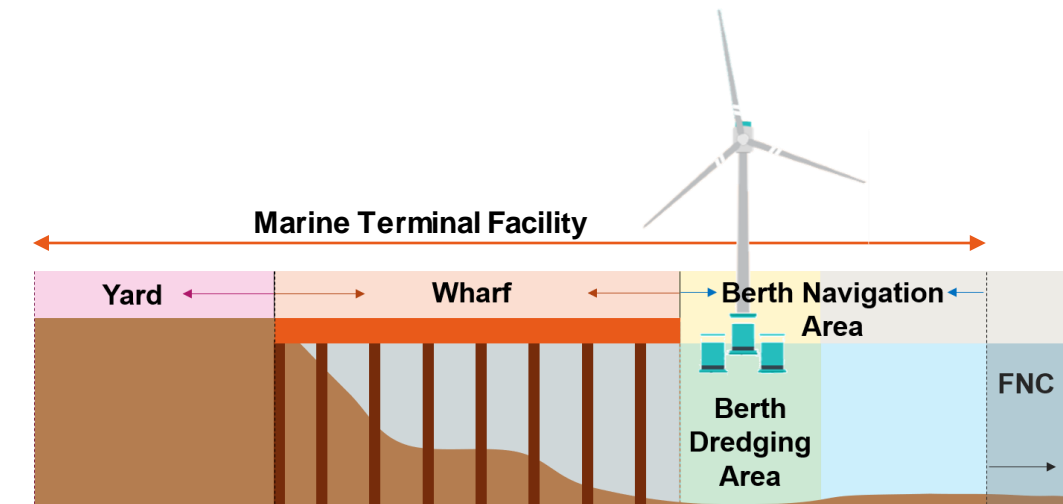 Marine Terminal Facility
Yard
Wharf
Berth Navigation
Area
FNC
Berth
Dredging
Area